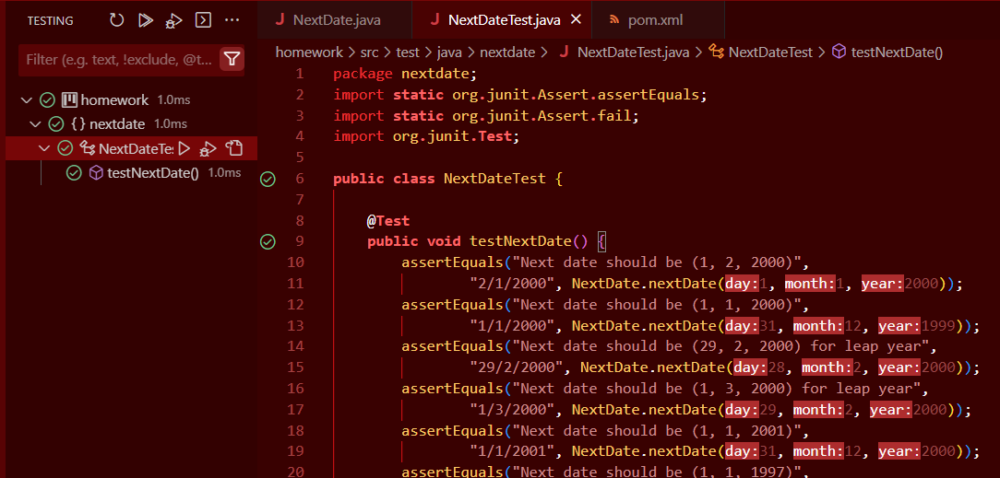 TESTING
Filter (e.g. text, !exclude, @t...
homework 1.0ms
{} nextdate 1.0ms
NextDateTe:
testNextDate() 1.0ms
J NextDate.java J NextDateTest.java × pom.xml
homework > src > test > java > nextdate > J NextDateTest.java > NextDateTest > testNextDate()
1 package nextdate;
2 import static org.junit.Assert.assertEquals;
3 import static org.junit.Assert.fail;
4 import org.junit.Test;
5
6 public class NextDateTest {
7
8 @Test
9 public void testNextDate() {
10 assertEquals("Next date should be (1, 2, 2000)",
11 "2/1/2000", NextDate.nextDate(day:1, month:1, year:2000));
12 assertEquals("Next date should be (1, 1, 2000)",
13 "1/1/2000", NextDate.nextDate(day:31, month:12, year:1999));
14 assertEquals("Next date should be (29, 2, 2000) for leap year",
15 "29/2/2000", NextDate.nextDate(day:28, month:2, year:2000));
16 assertEquals("Next date should be (1, 3, 2000) for leap year",
17 "1/3/2000", NextDate.nextDate(day:29, month:2, year:2000));
18 assertEquals("Next date should be (1, 1, 2001)",
19 "1/1/2001", NextDate.nextDate(day:31, month:12, year:2000));
20 assertEquals("Next date should be (1, 1, 1997)",